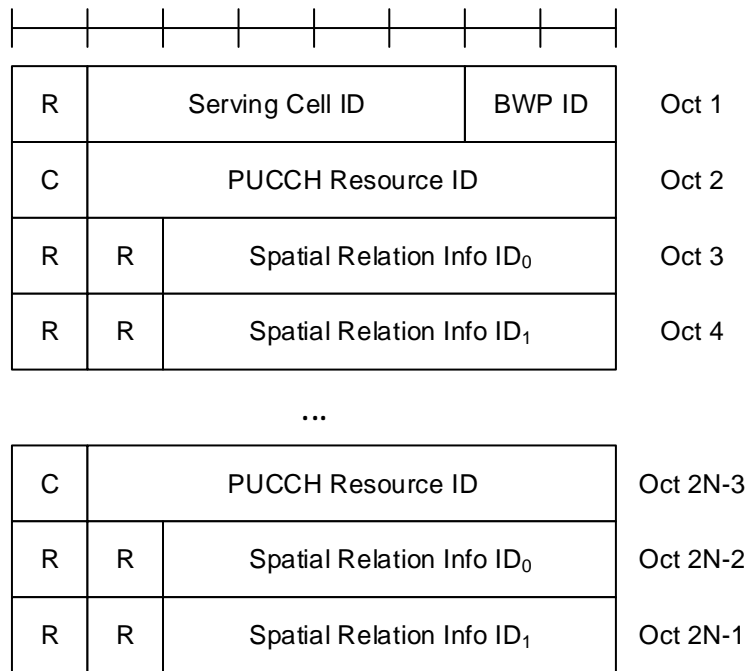 R Serving Cell ID BWP ID Oct 1
C PUCCH Resource ID Oct 2
R R Spatial Relation Info ID₀ Oct 3
R R Spatial Relation Info ID₁ Oct 4
...
C PUCCH Resource ID Oct 2N-3
R R Spatial Relation Info ID₀ Oct 2N-2
R R Spatial Relation Info ID₁ Oct 2N-1